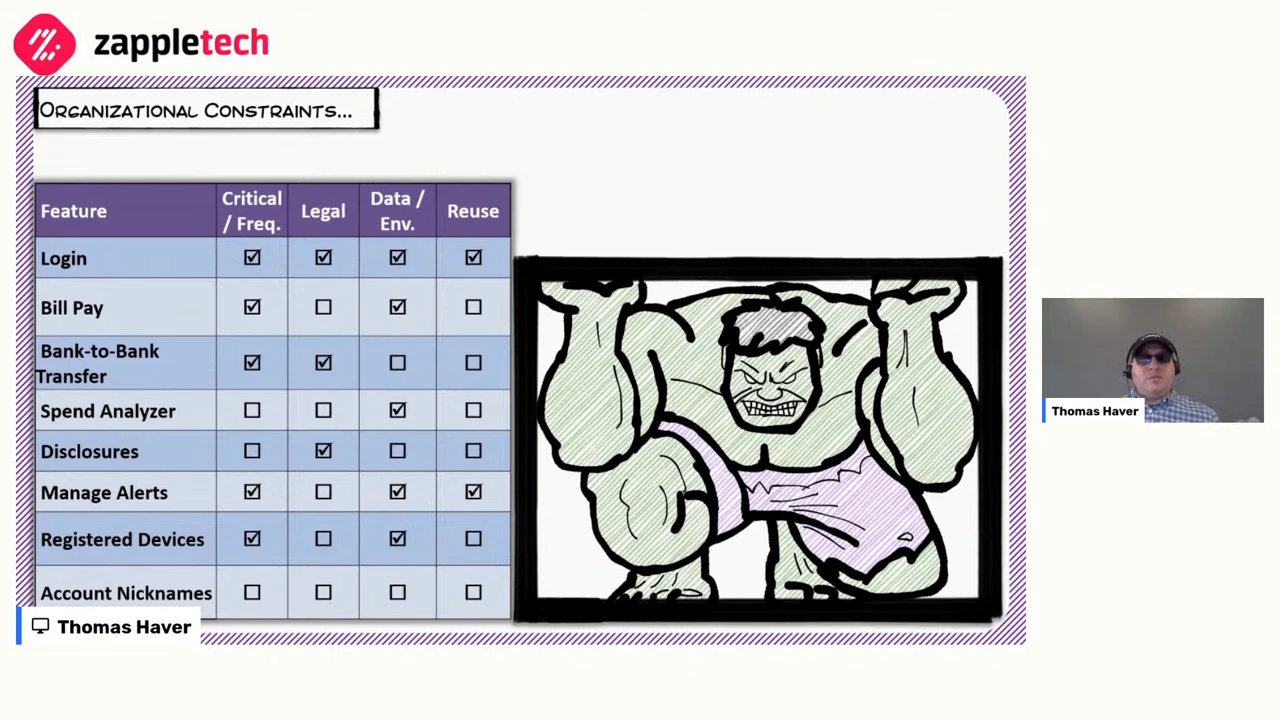 zappletech
Organizational Constraints...
Feature Critical / Freq. Legal Data / Env. Reuse
Login ☑ ☑ ☑ ☑
Bill Pay ☑ ☐ ☑ ☐
Bank-to-Bank Transfer ☑ ☑ ☐ ☐
Spend Analyzer ☐ ☐ ☑ ☐
Disclosures ☐ ☑ ☐ ☐
Manage Alerts ☑ ☐ ☑ ☑
Registered Devices ☑ ☐ ☑ ☐
Account Nicknames ☐ ☐ ☐ ☐
Thomas Haver
Thomas Haver